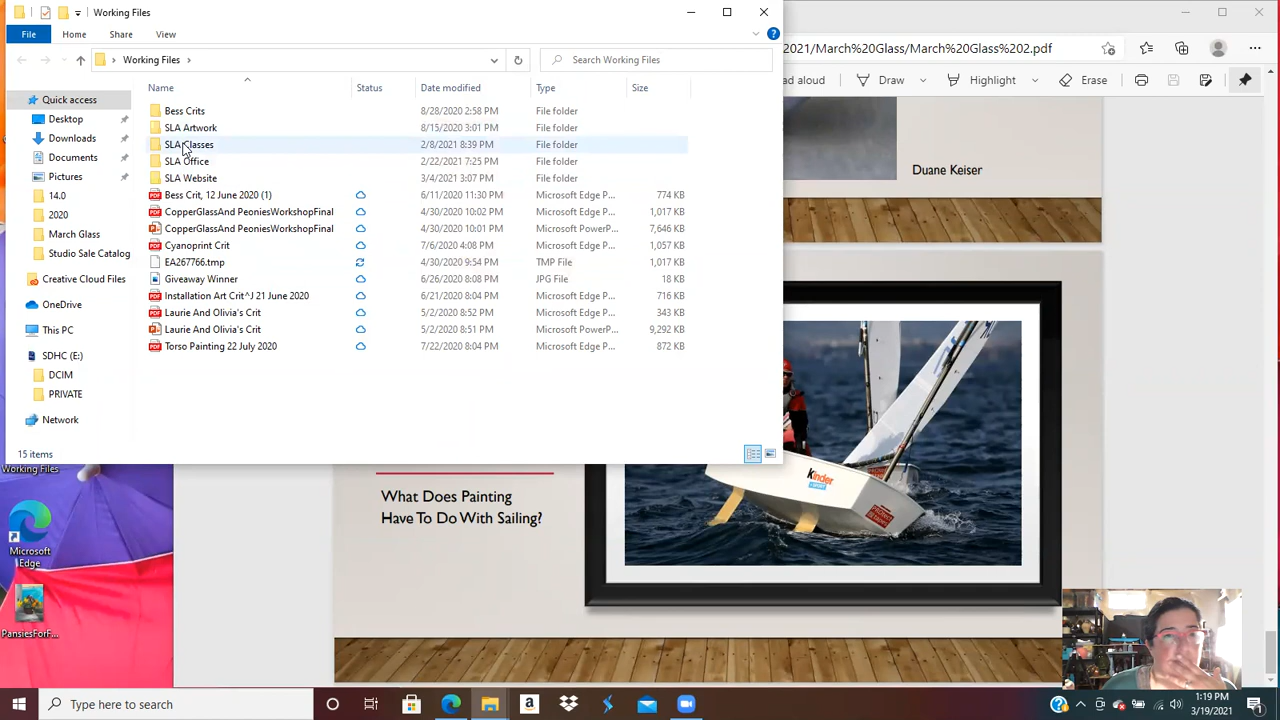 Working Files
File Home Share View
Working Files Search Working Files
2021/March%20Glass/March%20Glass%202.pdf
Name Status Date modified Type Size
ad aloud Draw Highlight Erase
Quick access
Desktop
Downloads
Documents
Pictures
14.0
2020
March Glass
Studio Sale Catalog
Creative Cloud Files
OneDrive
This PC
SDHC (E:)
DCIM
PRIVATE
Network
Bess Crits 8/28/2020 2:58 PM File folder
SLA Artwork 8/15/2020 3:01 PM File folder
SLA Classes 2/8/2021 8:39 PM File folder
SLA Office 2/22/2021 7:25 PM File folder
SLA Website 3/4/2021 3:07 PM File folder
Bess Crit, 12 June 2020 (1) 6/11/2020 11:30 PM Microsoft Edge P... 774 KB
CopperGlassAnd PeoniesWorkshopFinal 4/30/2020 10:02 PM Microsoft Edge P... 1,017 KB
CopperGlassAnd PeoniesWorkshopFinal 4/30/2020 10:01 PM Microsoft PowerP... 7,646 KB
Cyanoprint Crit 7/6/2020 4:08 PM Microsoft Edge P... 1,057 KB
EA267766.tmp 4/30/2020 9:54 PM TMP File 1,017 KB
Giveaway Winner 6/26/2020 8:08 PM JPG File 18 KB
Installation Art Crit^J 21 June 2020 6/21/2020 8:04 PM Microsoft Edge P... 716 KB
Laurie And Olivia's Crit 5/2/2020 8:52 PM Microsoft Edge P... 343 KB
Laurie And Olivia's Crit 5/2/2020 8:51 PM Microsoft PowerP... 9,292 KB
Torso Painting 22 July 2020 7/22/2020 8:04 PM Microsoft Edge P... 872 KB
15 items
Duane Keiser
Kinder
+SPORT
What Does Painting
Have To Do With Sailing?
Working Files
Microsoft
Edge
PansiesForF...
Type here to search
1:19 PM
3/19/2021